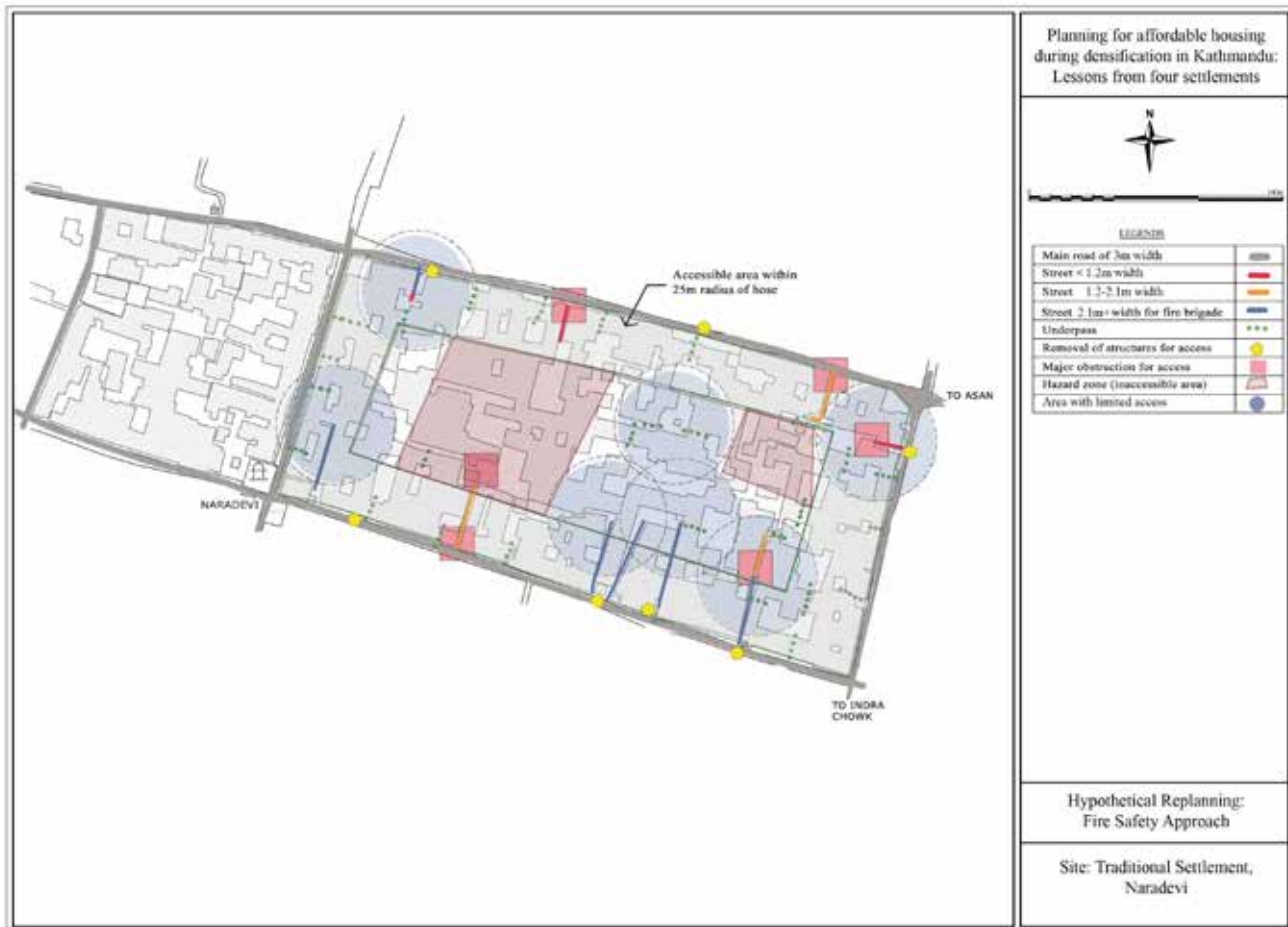 Planning for affordable housing
during densification in Kathmandu:
Lessons from four settlements
N
LEGENDS
Main road of 3m width
Street < 1.2m width
Street 1.2-2.1m width
Street 2.1m+ width for fire brigade
Underpass
Removal of structures for access
Major obstruction for access
Hazard zone (inaccessible area)
Area with limited access
Accessible area within
25m radius of hose
TO ASAN
NARADEVI
TO INDRA
CHOWK
Hypothetical Replanning:
Fire Safety Approach
Site: Traditional Settlement,
Naradevi